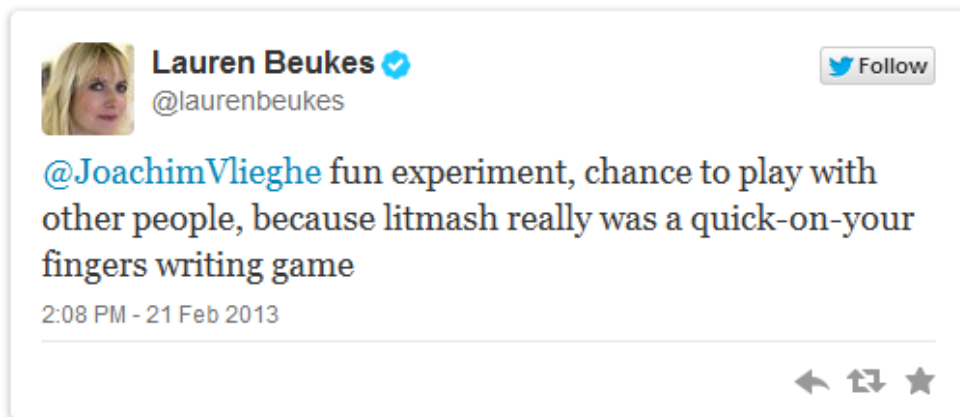 Lauren Beukes
Follow
@laurenbeukes
@JoachimVlieghe fun experiment, chance to play with
other people, because litmash really was a quick-on-your
fingers writing game
2:08 PM - 21 Feb 2013